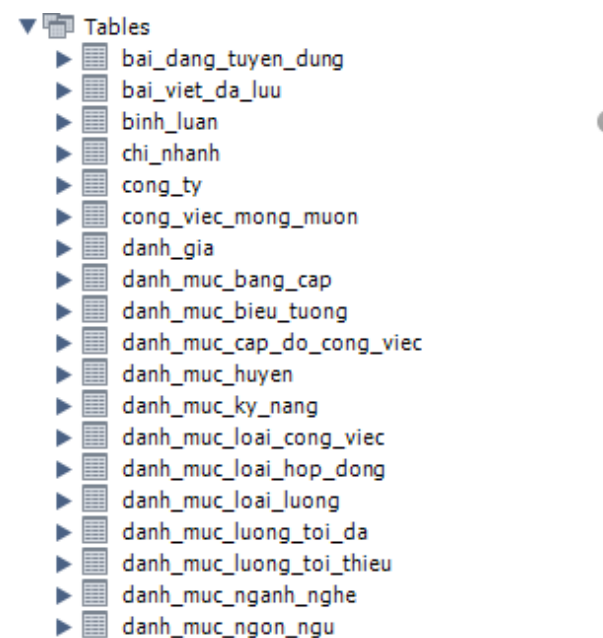 Tables
bai_dang_tuyen_dung
bai_viet_da_luu
binh_luan
chi_nhanh
cong_ty
cong_viec_mong_muon
danh_gia
danh_muc_bang_cap
danh_muc_bieu_tuong
danh_muc_cap_do_cong_viec
danh_muc_huyen
danh_muc_ky_nang
danh_muc_loai_cong_viec
danh_muc_loai_hop_dong
danh_muc_loai_luong
danh_muc_luong_toi_da
danh_muc_luong_toi_thieu
danh_muc_nganh_nghe
danh_muc_ngon_ngu